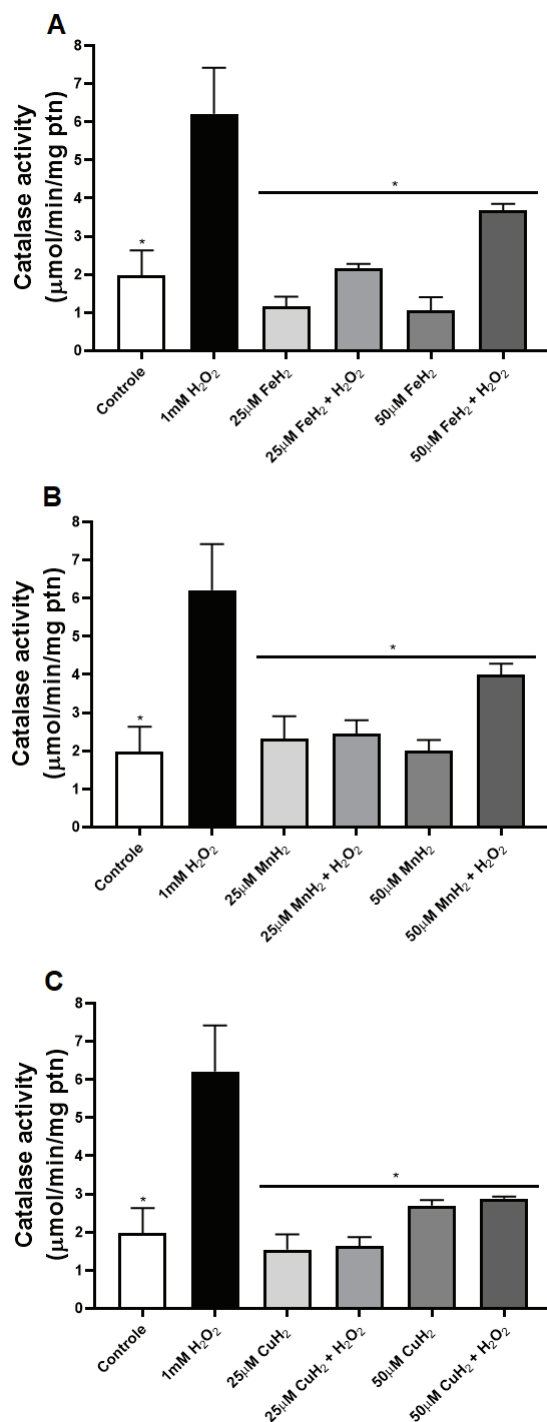 A
Catalase activity
(μmol/min/mg ptn)
8
7
6
5
4
3
2
1
0
*
*
Controle
1mM H₂O₂
25μM FeH₂
25μM FeH₂ + H₂O₂
50μM FeH₂
50μM FeH₂ + H₂O₂
B
Catalase activity
(μmol/min/mg ptn)
8
7
6
5
4
3
2
1
0
*
*
Controle
1mM H₂O₂
25μM MnH₂
25μM MnH₂ + H₂O₂
50μM MnH₂
50μM MnH₂ + H₂O₂
C
Catalase activity
(μmol/min/mg ptn)
8
7
6
5
4
3
2
1
0
*
*
Controle
1mM H₂O₂
25μM CuH₂
25μM CuH₂ + H₂O₂
50μM CuH₂
50μM CuH₂ + H₂O₂